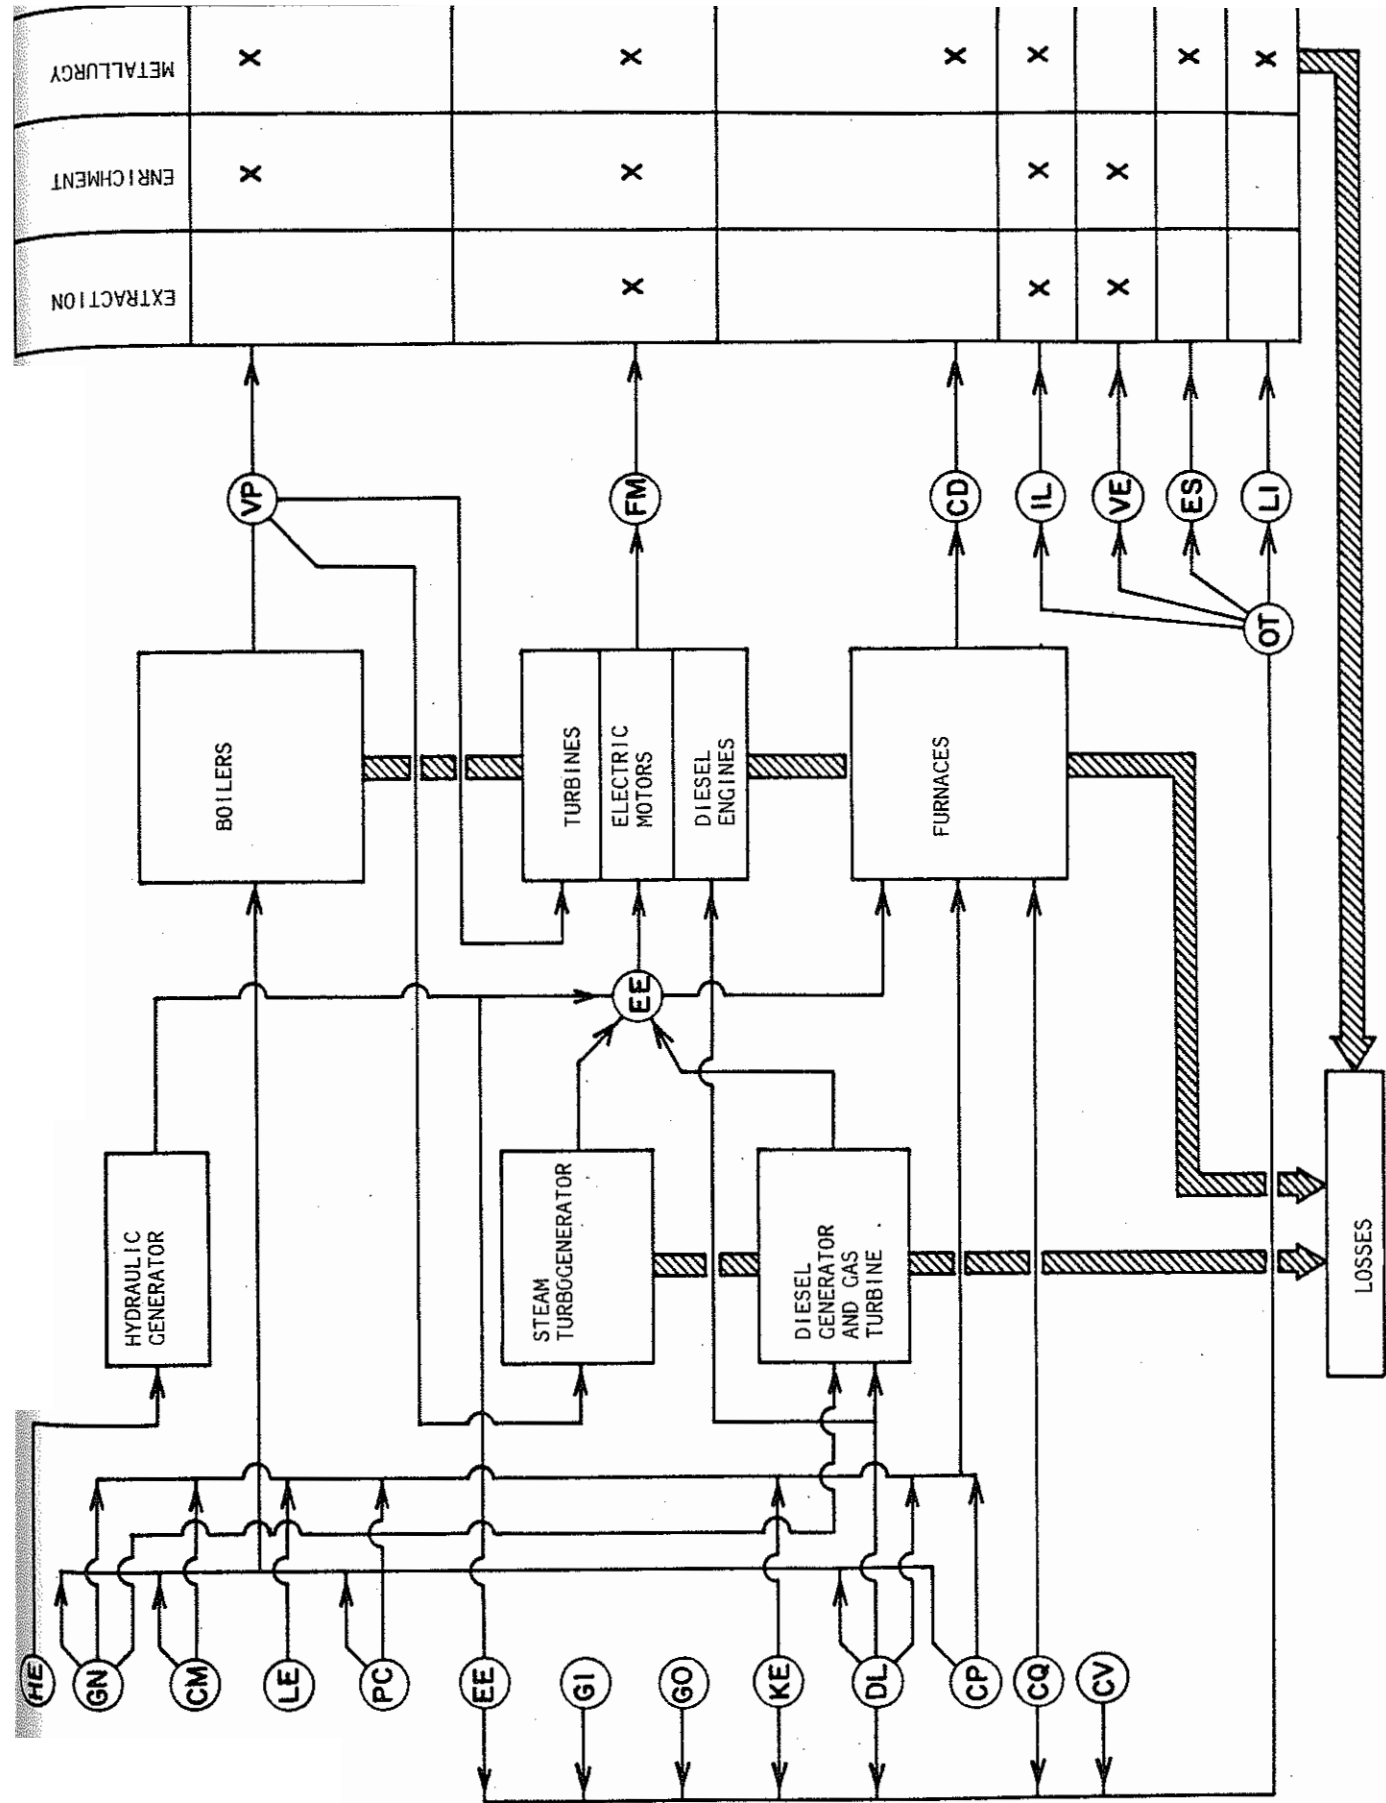 HE
GN
CM
LE
PC
EE
GI
GO
KE
DL
CP
CQ
CV
HYDRAULIC
GENERATOR
STEAM
TURBOGENERATOR
DIESEL
GENERATOR
AND GAS
TURBINE
LOSSES
EE
BOILERS
TURBINES
ELECTRIC
MOTORS
DIESEL
ENGINES
FURNACES
OT
VP
FM
CD
IL
VE
ES
LI
EXTRACTION
X
X
X
ENRICHMENT
X
X
X
X
METALLURGY
X
X
X
X
X
X